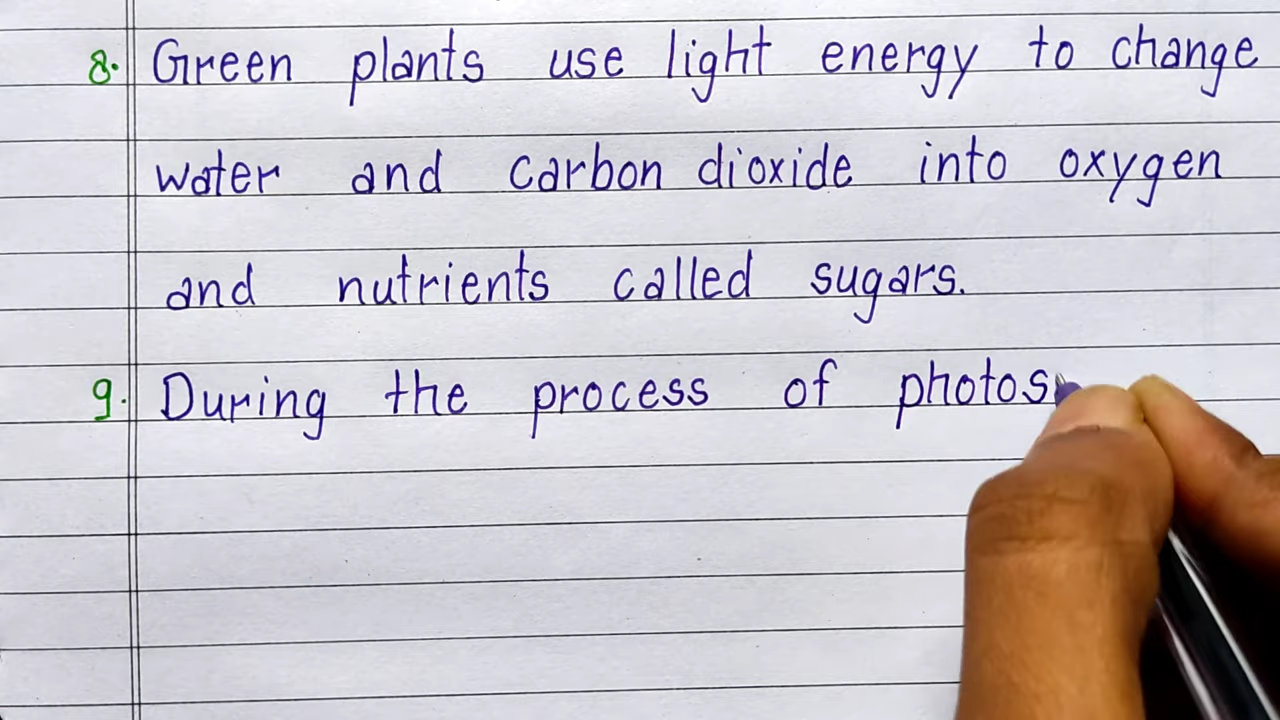 8. Green plants use light energy to change
water and carbon dioxide into oxygen
and nutrients called sugars.
9. During the process of photos